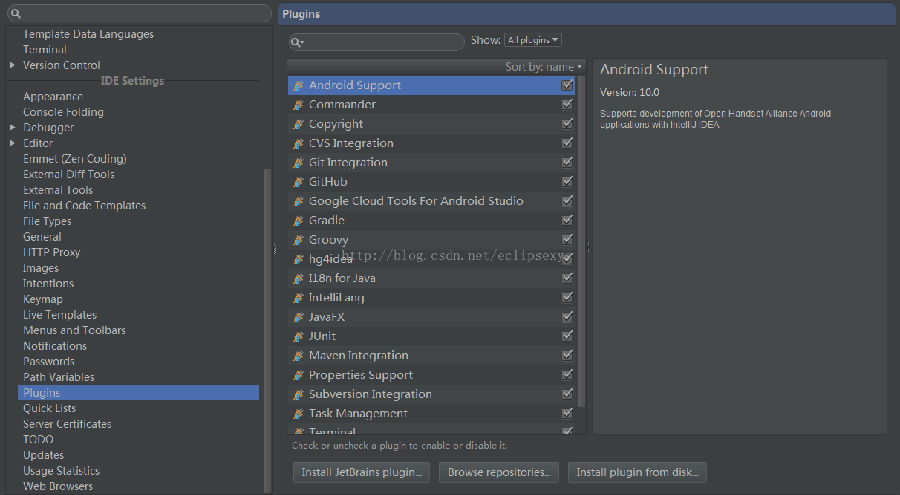 Template Data Languages
Terminal
Version Control
IDE Settings
Appearance
Console Folding
Debugger
Editor
Emmet (Zen Coding)
External Diff Tools
External Tools
File and Code Templates
File Types
General
HTTP Proxy
Images
Intentions
Keymap
Live Templates
Menus and Toolbars
Notifications
Passwords
Path Variables
Plugins
Quick Lists
Server Certificates
TODO
Updates
Usage Statistics
Web Browsers
Plugins
Show: All plugins
Sort by: name
Android Support
Commander
Copyright
CVS Integration
Git Integration
GitHub
Google Cloud Tools For Android Studio
Gradle
Groovy
hg4idea
http://blog.csdn.net/eclipsexys
I18n for Java
IntelliLang
JavaFX
JUnit
Maven Integration
Properties Support
Subversion Integration
Task Management
Terminal
Check or uncheck a plugin to enable or disable it.
Install JetBrains plugin...
Browse repositories...
Install plugin from disk...
Android Support
Version: 10.0
Supports development of Open Handset Alliance Android
applications with IntelliJ IDEA.